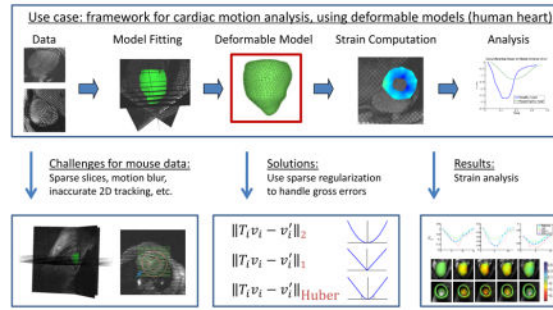 Use case: framework for cardiac motion analysis, using deformable models (human heart)
Data
Model Fitting
Deformable Model
Strain Computation
Analysis
Challenges for mouse data:
Sparse slices, motion blur,
inaccurate 2D tracking, etc.
Solutions:
Use sparse regularization
to handle gross errors
Results:
Strain analysis
‖T_i v_i − v_i′‖_2
‖T_i v_i − v_i′‖_1
‖T_i v_i − v_i′‖_Huber